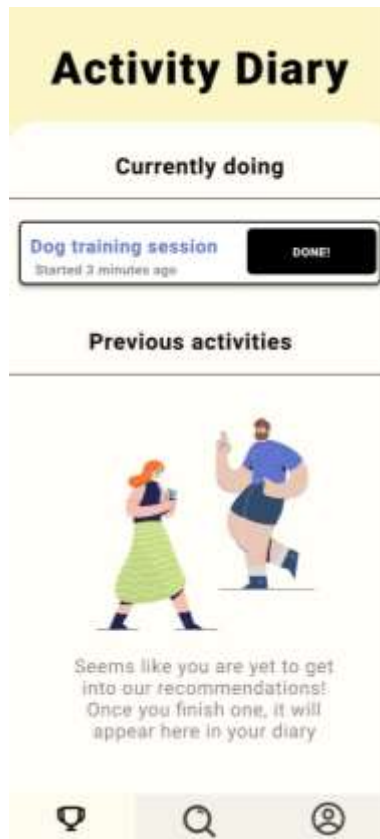 Activity Diary
Currently doing
Dog training session
DONE!
Started 3 minutes ago
Previous activities
Seems like you are yet to get
into our recommendations!
Once you finish one, it will
appear here in your diary